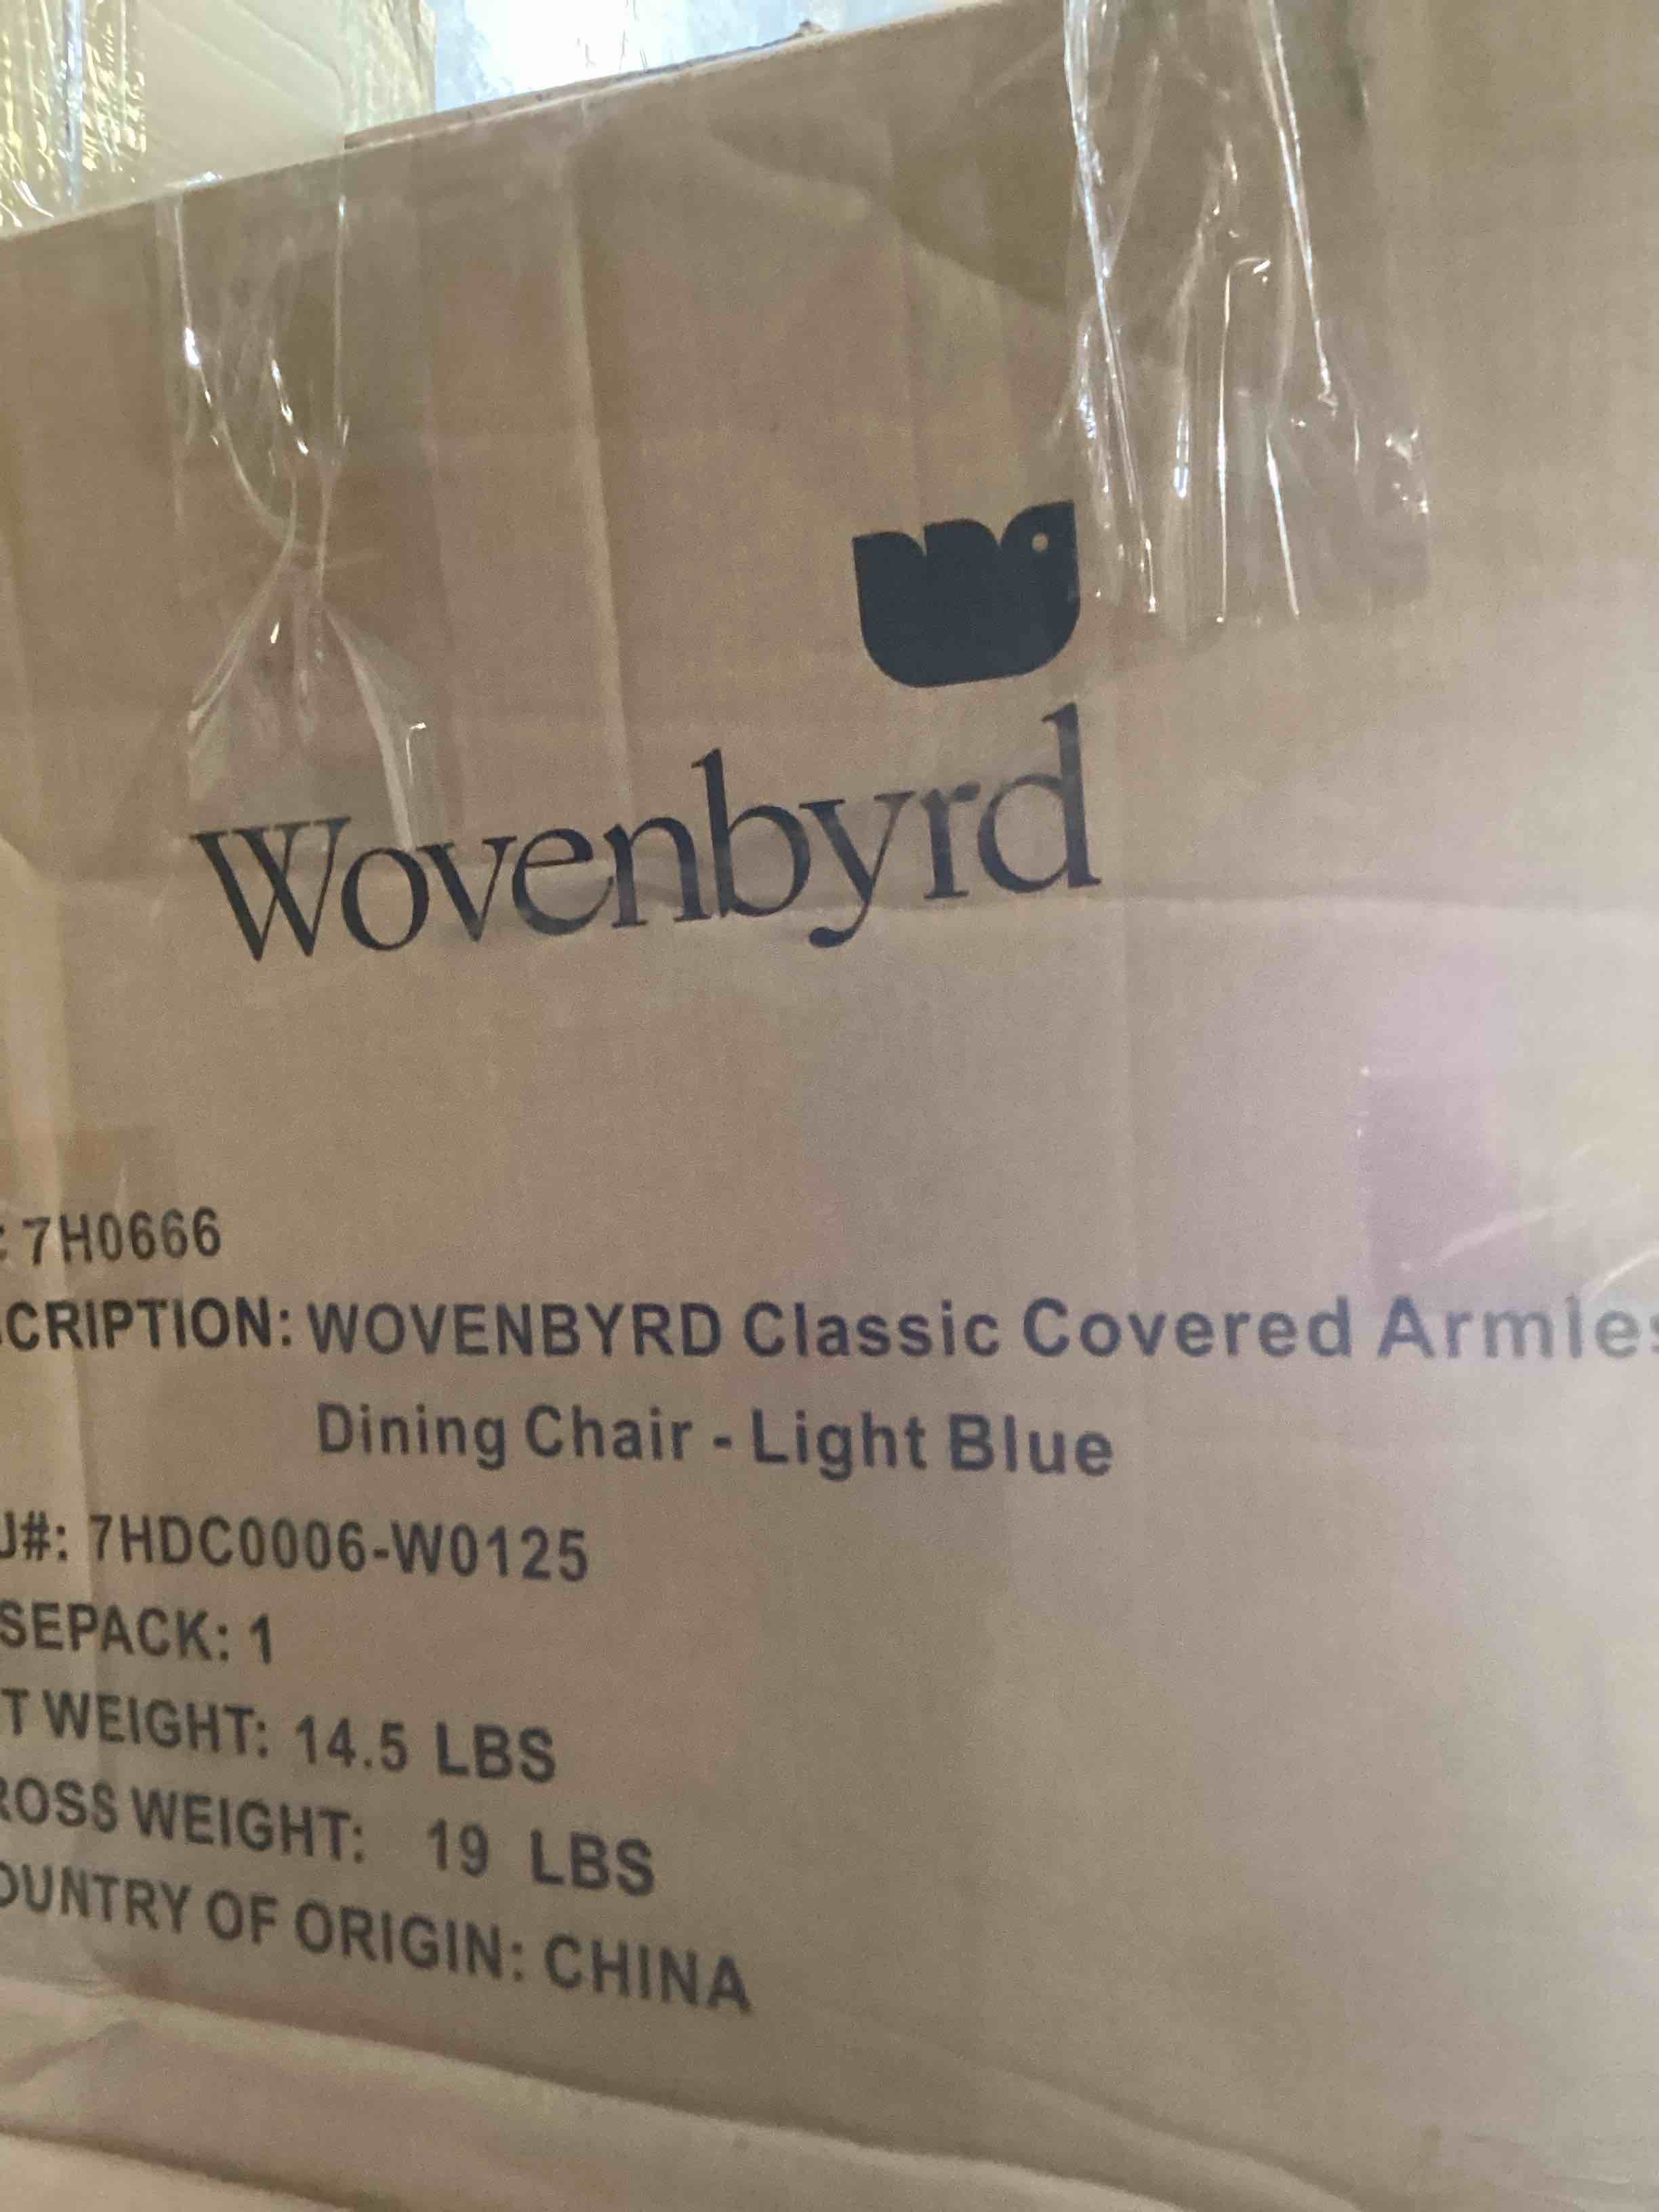 Wovenbyrd
: 7H0666
CRIPTION: WOVENBYRD Classic Covered Armles
Dining Chair - Light Blue
U#: 7HDC0006-W0125
SEPACK: 1
T WEIGHT: 14.5 LBS
ROSS WEIGHT: 19 LBS
OUNTRY OF ORIGIN: CHINA